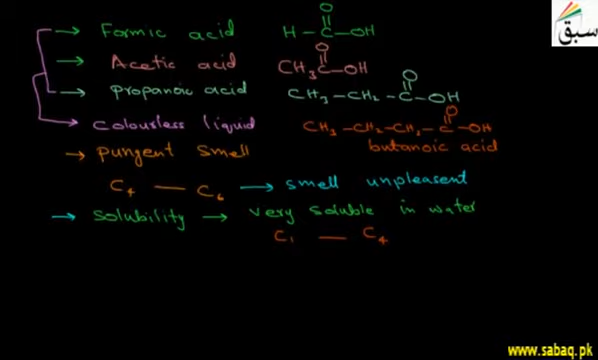 → Formic acid H–C(=O)–OH
→ Acetic acid CH₃C(=O)–OH
→ Propanoic acid CH₃–CH₂–C(=O)–OH
→ Colourless liquid CH₃–CH₂–CH₂–C(=O)–OH
butanoic acid
→ Pungent smell
C₄ — C₆ → smell unpleasent
→ Solubility → very soluble in water
C₁ — C₄
سبق
www.sabaq.pk